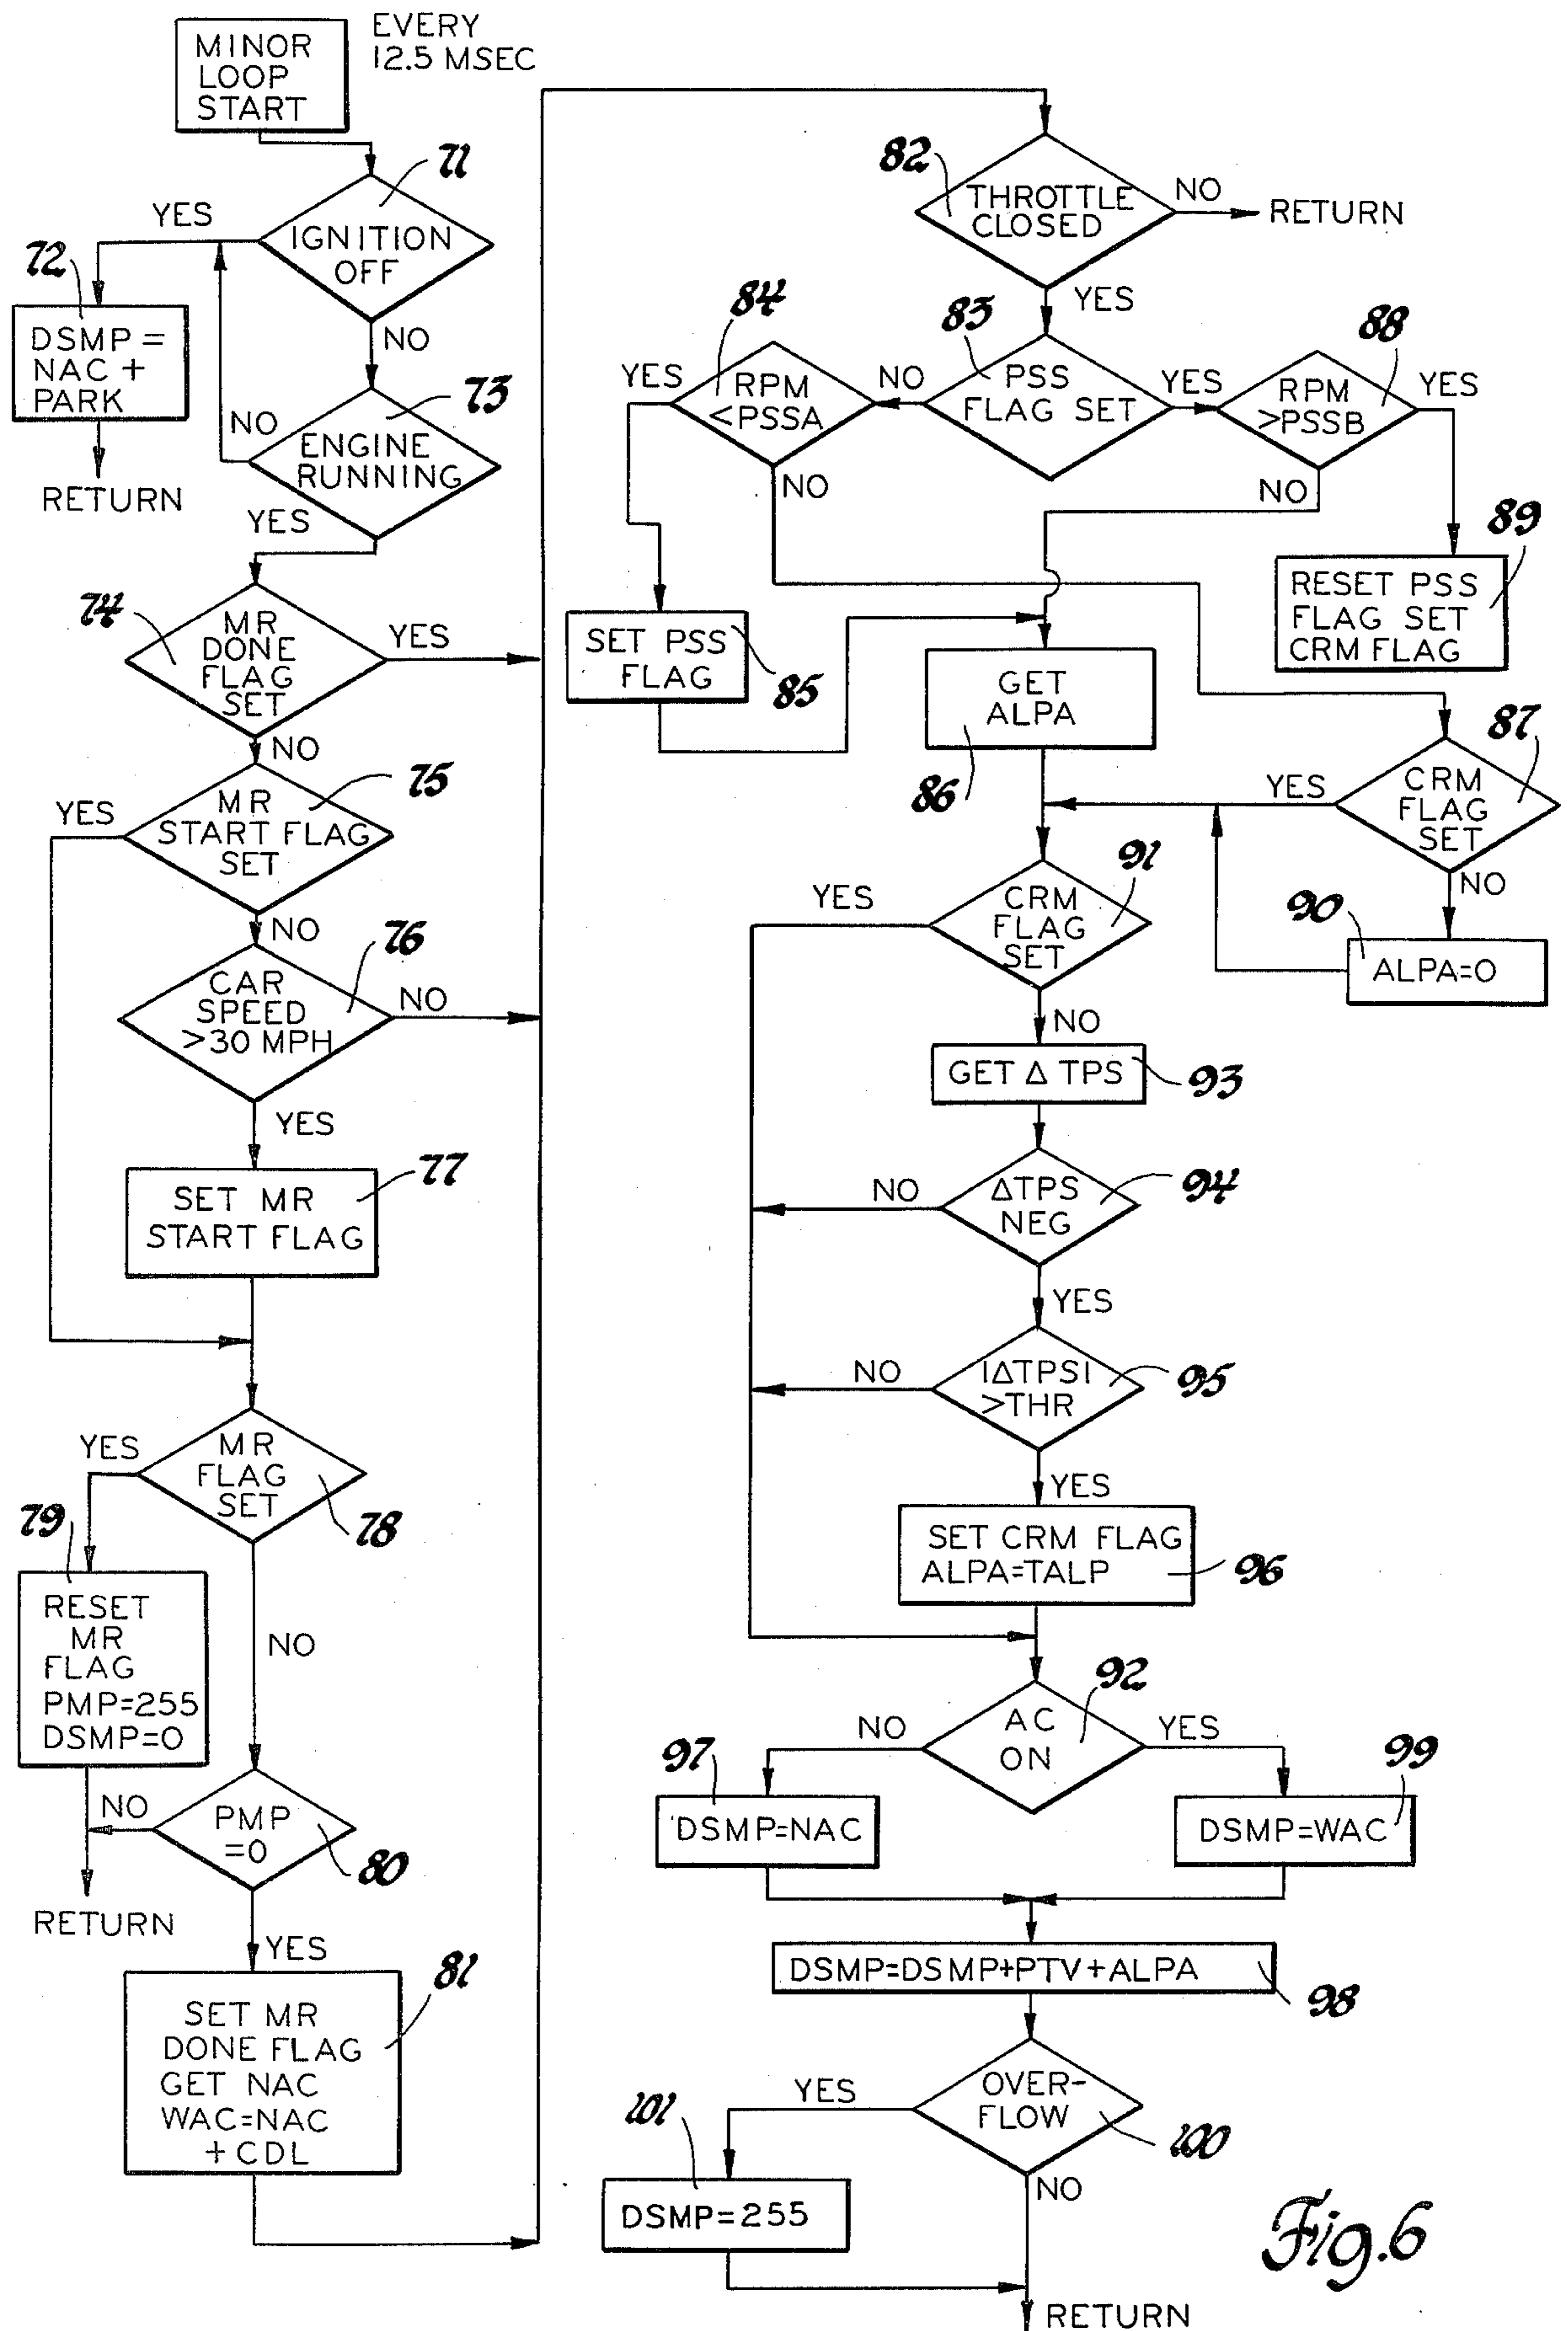 EVERY
12.5 MSEC
MINOR
LOOP
START
71
IGNITION
OFF
YES
NO
72
DSMP =
NAC +
PARK
RETURN
73
ENGINE
RUNNING
NO
YES
74
MR
DONE
FLAG
SET
YES
NO
75
MR
START FLAG
SET
YES
NO
76
CAR
SPEED
>30 MPH
NO
YES
77
SET MR
START FLAG
78
MR
FLAG
SET
YES
NO
79
RESET
MR
FLAG
PMP=255
DSMP=0
80
PMP
=0
NO
RETURN
YES
81
SET MR
DONE FLAG
GET NAC
WAC=NAC
+CDL
82
THROTTLE
CLOSED
NO
RETURN
YES
83
PSS
FLAG SET
NO
YES
84
RPM
<PSSA
YES
NO
88
RPM
>PSSB
YES
NO
85
SET PSS
FLAG
89
RESET PSS
FLAG SET
CRM FLAG
86
GET
ALPA
87
CRM
FLAG
SET
YES
NO
90
ALPA=0
91
CRM
FLAG
SET
YES
NO
93
GET Δ TPS
94
ΔTPS
NEG
NO
YES
95
|ΔTPS|
>THR
NO
YES
96
SET CRM FLAG
ALPA=TALP
92
AC
ON
NO
YES
97
DSMP=NAC
99
DSMP=WAC
98
DSMP=DSMP+PTV+ALPA
100
OVER-
FLOW
YES
NO
101
DSMP=255
RETURN
Fig.6